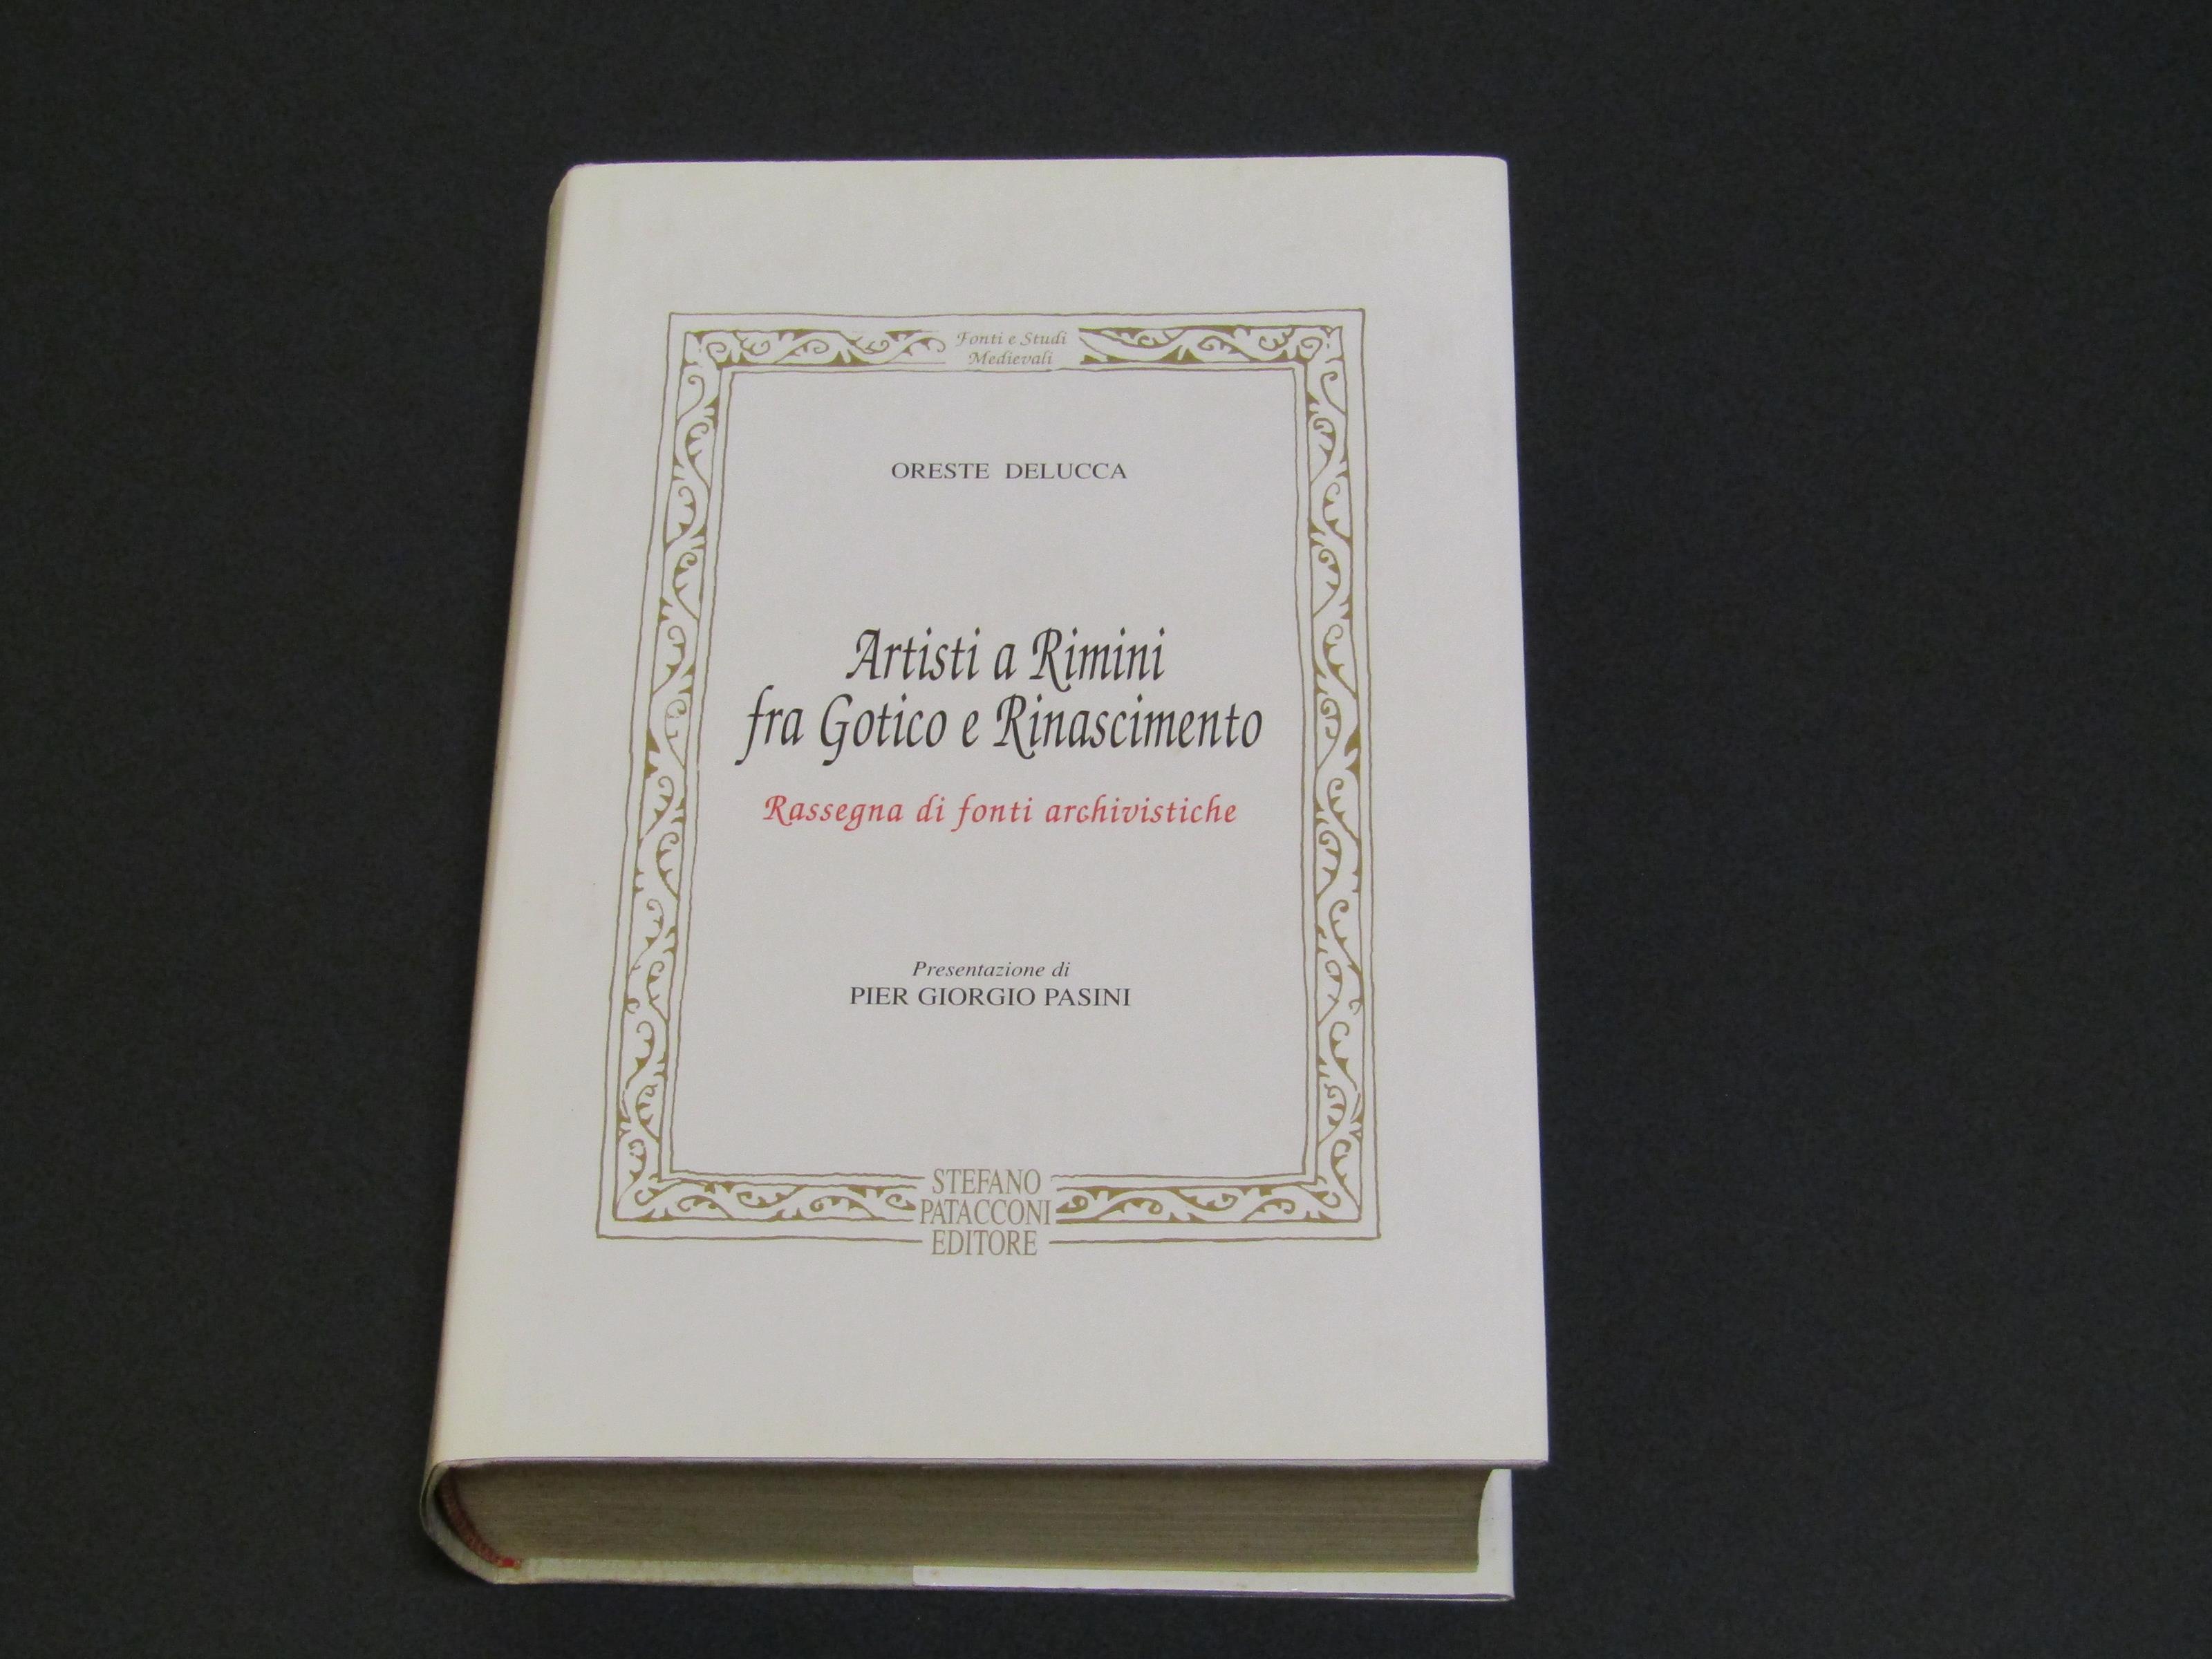 Fonti e Studi
Medievali
ORESTE DELUCCA
Artisti a Rimini
fra Gotico e Rinascimento
Rassegna di fonti archivistiche
Presentazione di
PIER GIORGIO PASINI
STEFANO
PATACCONI
EDITORE